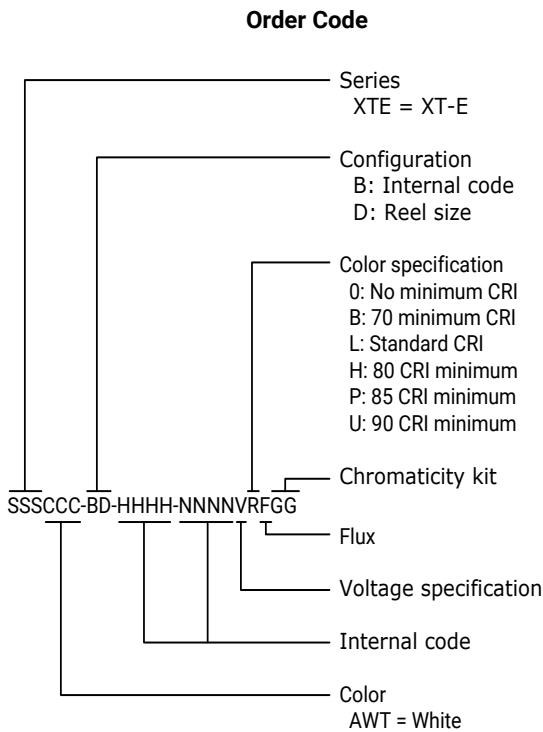 Order Code
Series
XTE = XT-E
Configuration
B: Internal code
D: Reel size
Color specification
0: No minimum CRI
B: 70 minimum CRI
L: Standard CRI
H: 80 CRI minimum
P: 85 CRI minimum
U: 90 CRI minimum
Chromaticity kit
SSSCCC-BD-HHHH-NNNNVRFGG
Flux
Voltage specification
Internal code
Color
AWT = White